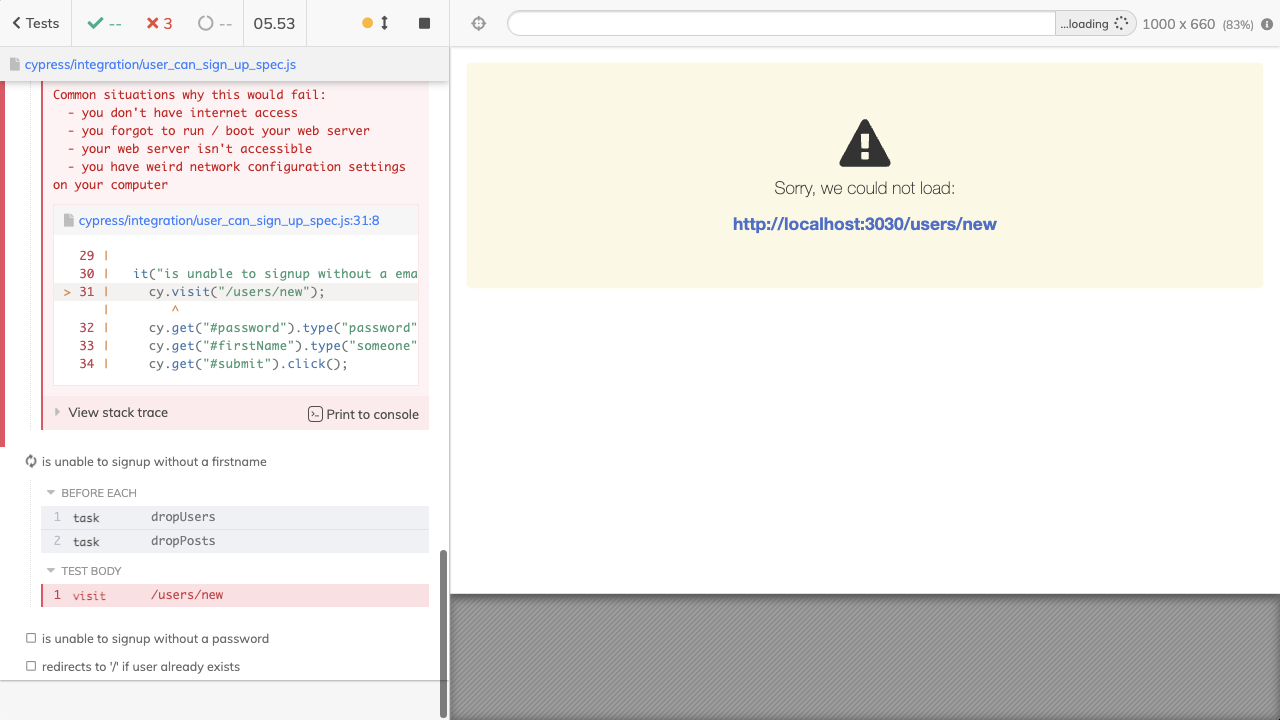 Tests -- 3 -- 05.53
cypress/integration/user_can_sign_up_spec.js
Common situations why this would fail:
- you don't have internet access
- you forgot to run / boot your web server
- your web server isn't accessible
- you have weird network configuration settings
on your computer
cypress/integration/user_can_sign_up_spec.js:31:8
29 |
30 | it("is unable to signup without a ema
> 31 | cy.visit("/users/new");
| ^
32 | cy.get("#password").type("password"
33 | cy.get("#firstName").type("someone"
34 | cy.get("#submit").click();
View stack trace
Print to console
is unable to signup without a firstname
BEFORE EACH
1 task dropUsers
2 task dropPosts
TEST BODY
1 visit /users/new
is unable to signup without a password
redirects to '/' if user already exists
...loading 1000 x 660 (83%)
Sorry, we could not load:
http://localhost:3030/users/new